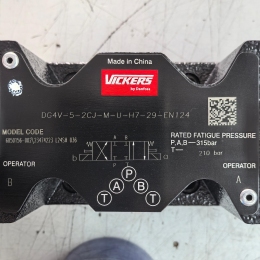 Made in China
VICKERS
by Danfoss
DG4V-5-2CJ-M-U-H7-29-EN124
MODEL CODE
RATED FATIGUE PRESSURE
P,A,B—315bar
T— 210 bar
OPERATOR
B
OPERATOR
A
A B
b a
P T
T A P B T